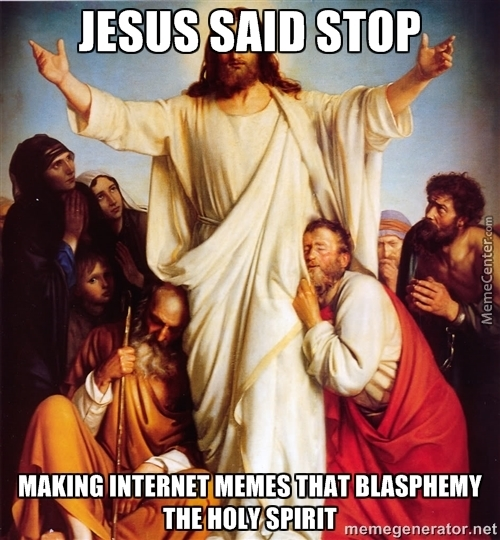 JESUS SAID STOP
MemeCenter.com
MAKING INTERNET MEMES THAT BLASPHEMY
THE HOLY SPIRIT
memegenerator.net